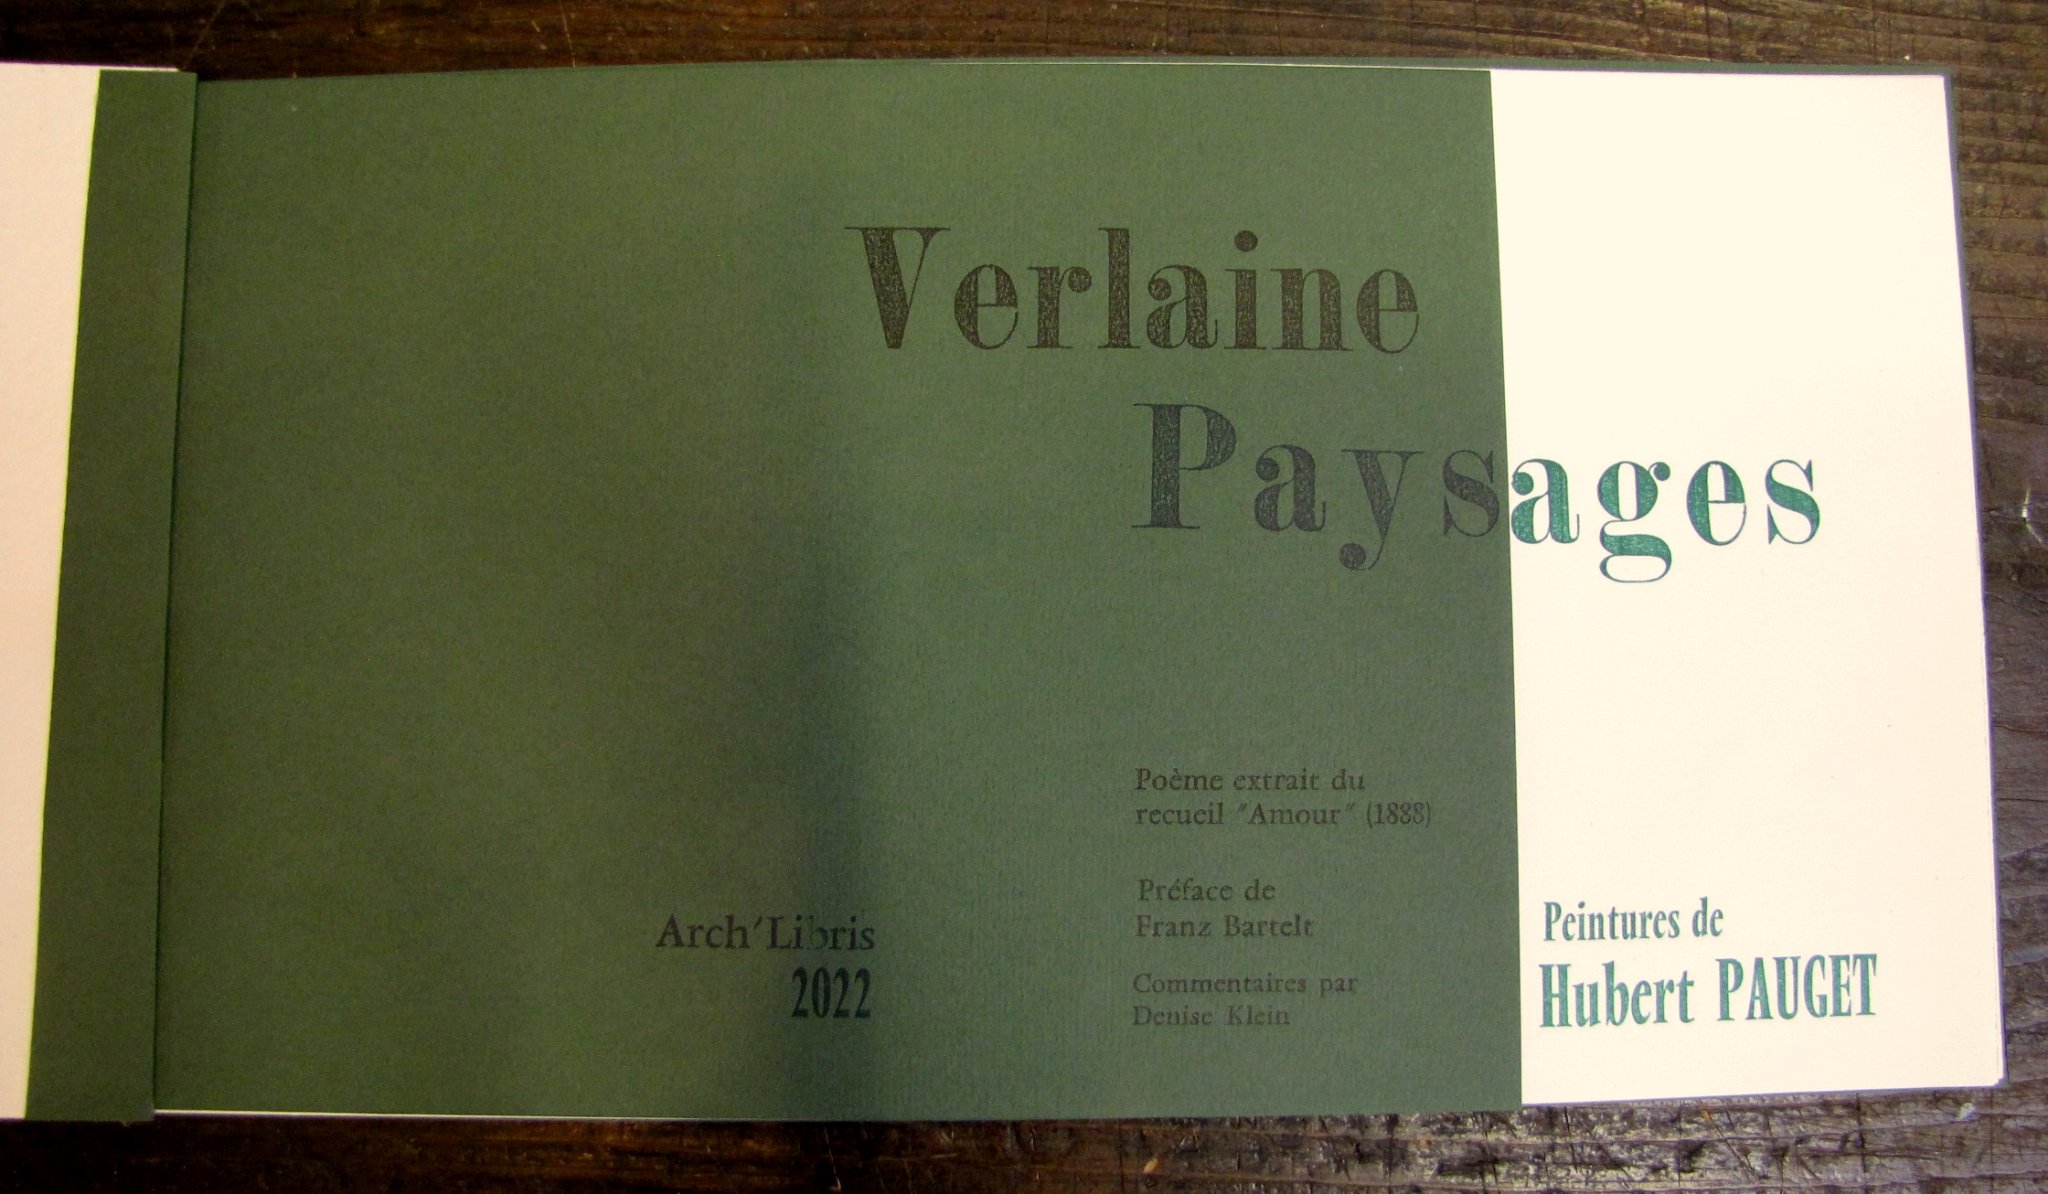 Verlaine
Paysages
Poème extrait du
recueil "Amour" (1888)
Préface de
Franz Bartelt
Commentaires par
Denise Klein
Arch'Libris
2022
Peintures de
Hubert PAUGET